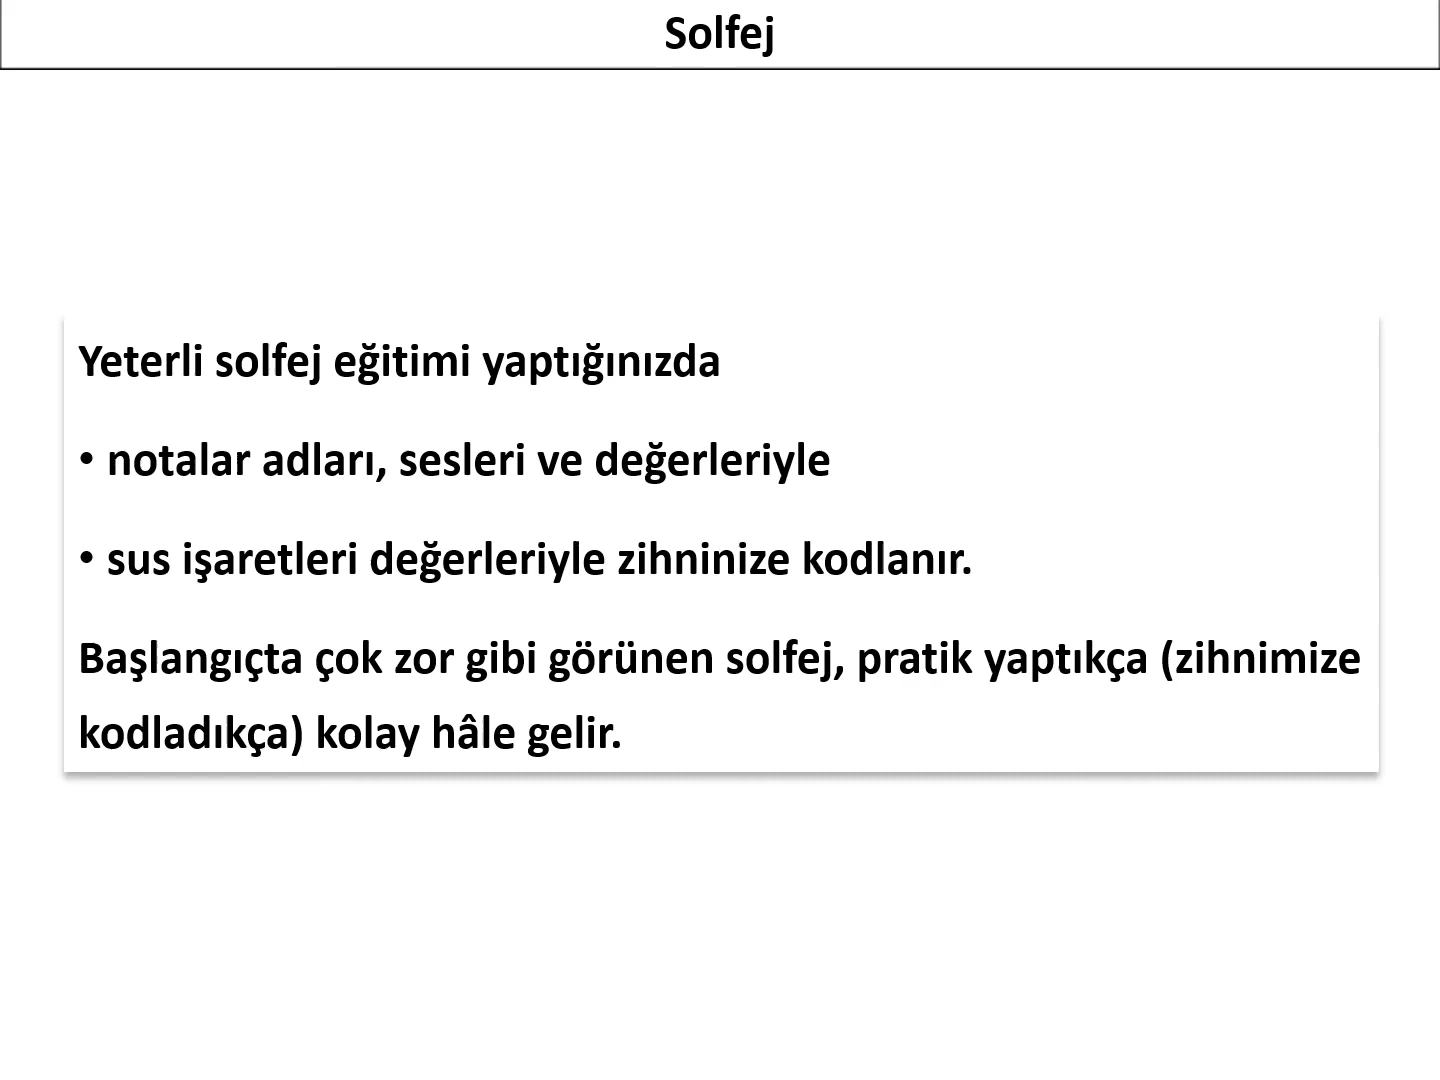 Solfej
Yeterli solfej eğitimi yaptığınızda
• notalar adları, sesleri ve değerleriyle
• sus işaretleri değerleriyle zihninize kodlanır.
Başlangıçta çok zor gibi görünen solfej, pratik yaptıkça (zihnimize
kodladıkça) kolay hâle gelir.